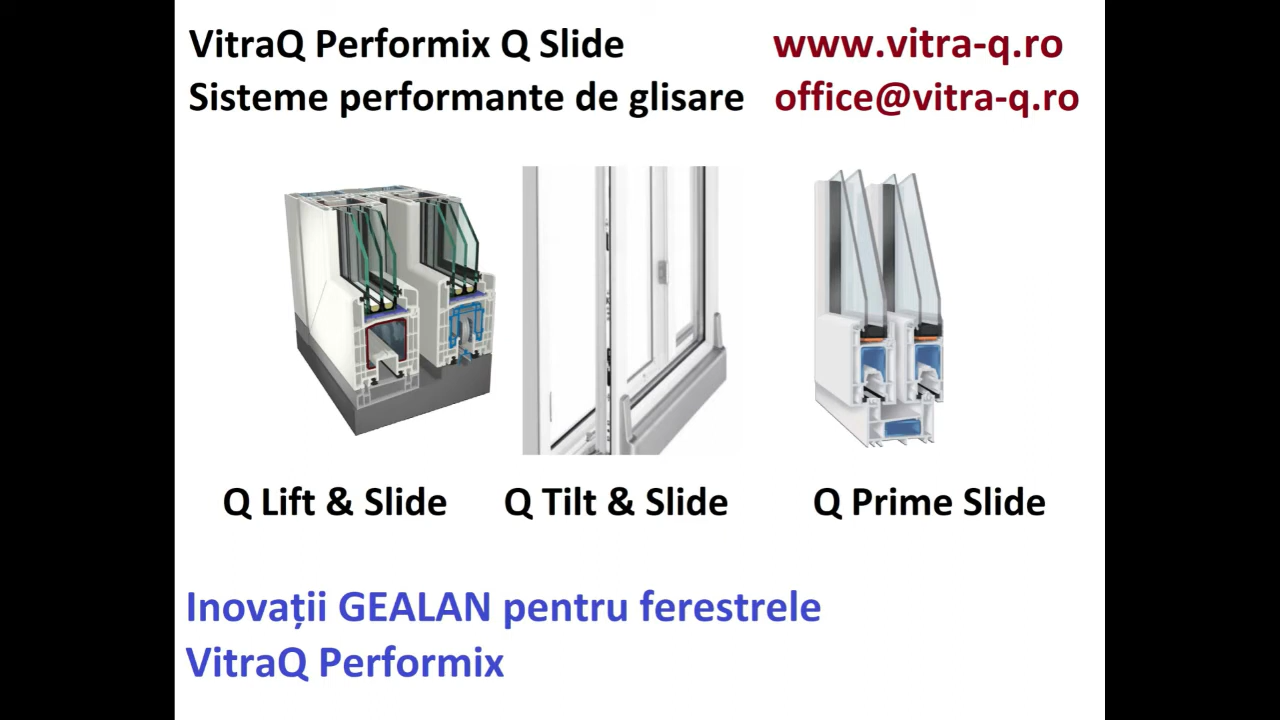 VitraQ Performix Q Slide
www.vitra-q.ro
Sisteme performante de glisare
office@vitra-q.ro
Q Lift & Slide
Q Tilt & Slide
Q Prime Slide
Inovații GEALAN pentru ferestrele
VitraQ Performix